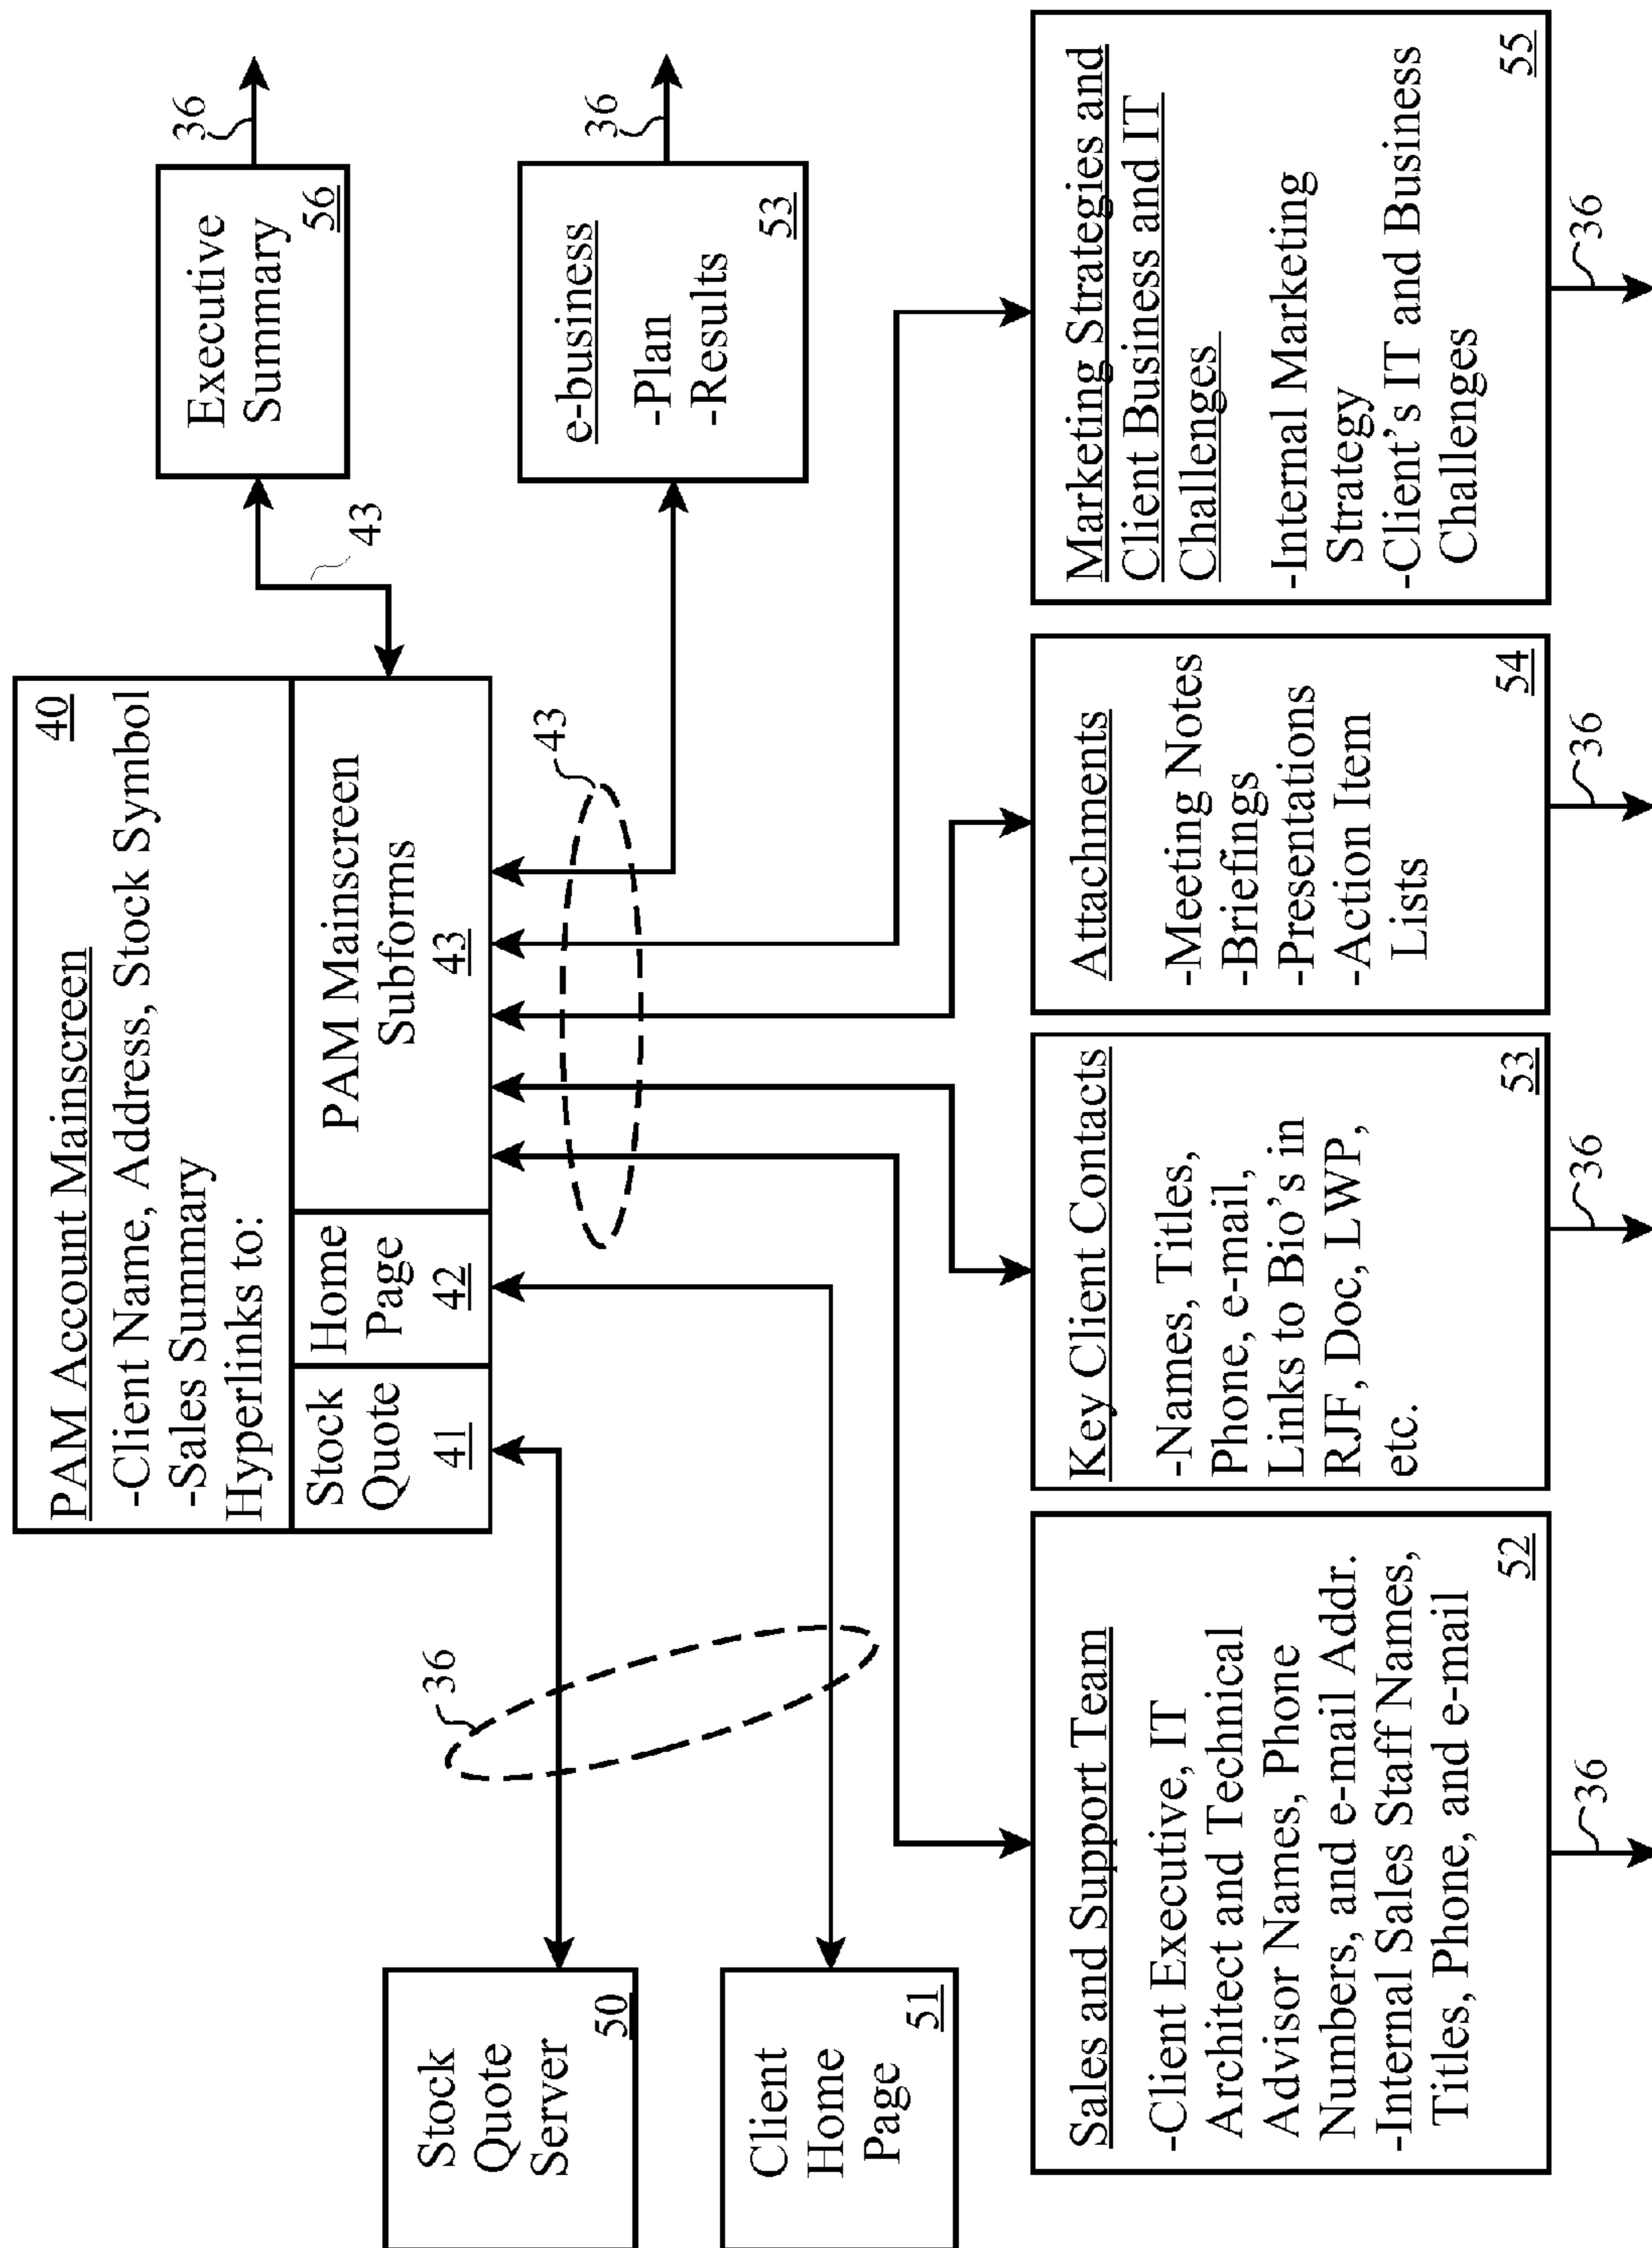 PAM Account Mainscreen
40
-Client Name, Address, Stock Symbol
-Sales Summary
Hyperlinks to:
Stock
Quote
41
Home
Page
42
PAM Mainscreen
Subforms
43
43
Executive
Summary
56
36
36
Stock
Quote
Server
50
43
e-business
-Plan
-Results
53
36
Client
Home
Page
51
Sales and Support Team
-Client Executive, IT
Architect and Technical
Advisor Names, Phone
Numbers, and e-mail Addr.
-Internal Sales Staff Names,
Titles, Phone, and e-mail
52
36
Key Client Contacts
-Names, Titles,
Phone, e-mail,
Links to Bio's in
RJF, Doc, LWP,
etc.
53
36
Attachments
-Meeting Notes
-Briefings
-Presentations
-Action Item
Lists
54
36
Marketing Strategies and
Client Business and IT
Challenges
-Internal Marketing
Strategy
-Client's IT and Business
Challenges
55
36